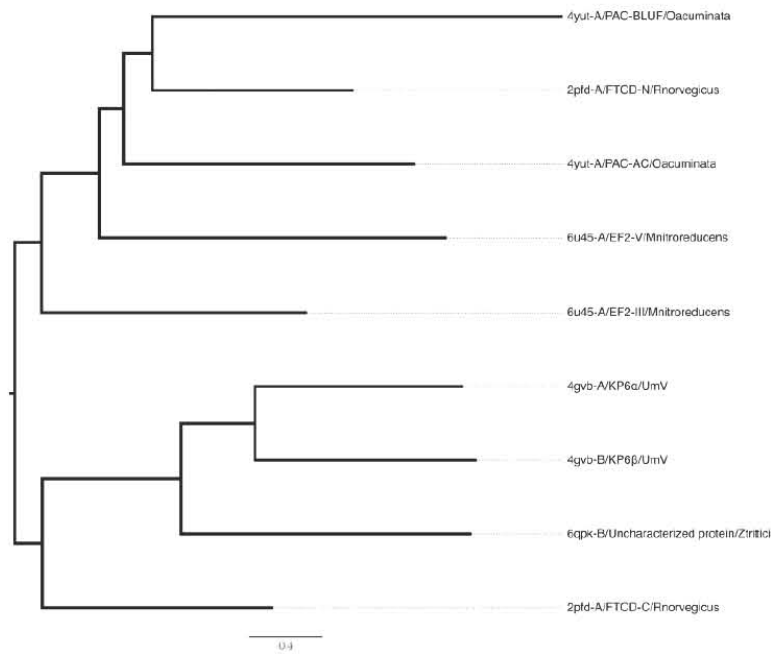 4yut-A/PAC-BLUF/Oacuminata
2pfd-A/FTCD-N/Rnorvegicus
4yut-A/PAC-AC/Oacuminata
6u45-A/EF2-V/Mnitroreducens
6u45-A/EF2-III/Mnitroreducens
4gvb-A/KP6α/UmV
4gvb-B/KP6β/UmV
6qpk-B/Uncharacterized protein/Ztritici
2pfd-A/FTCD-C/Rnorvegicus
0.4